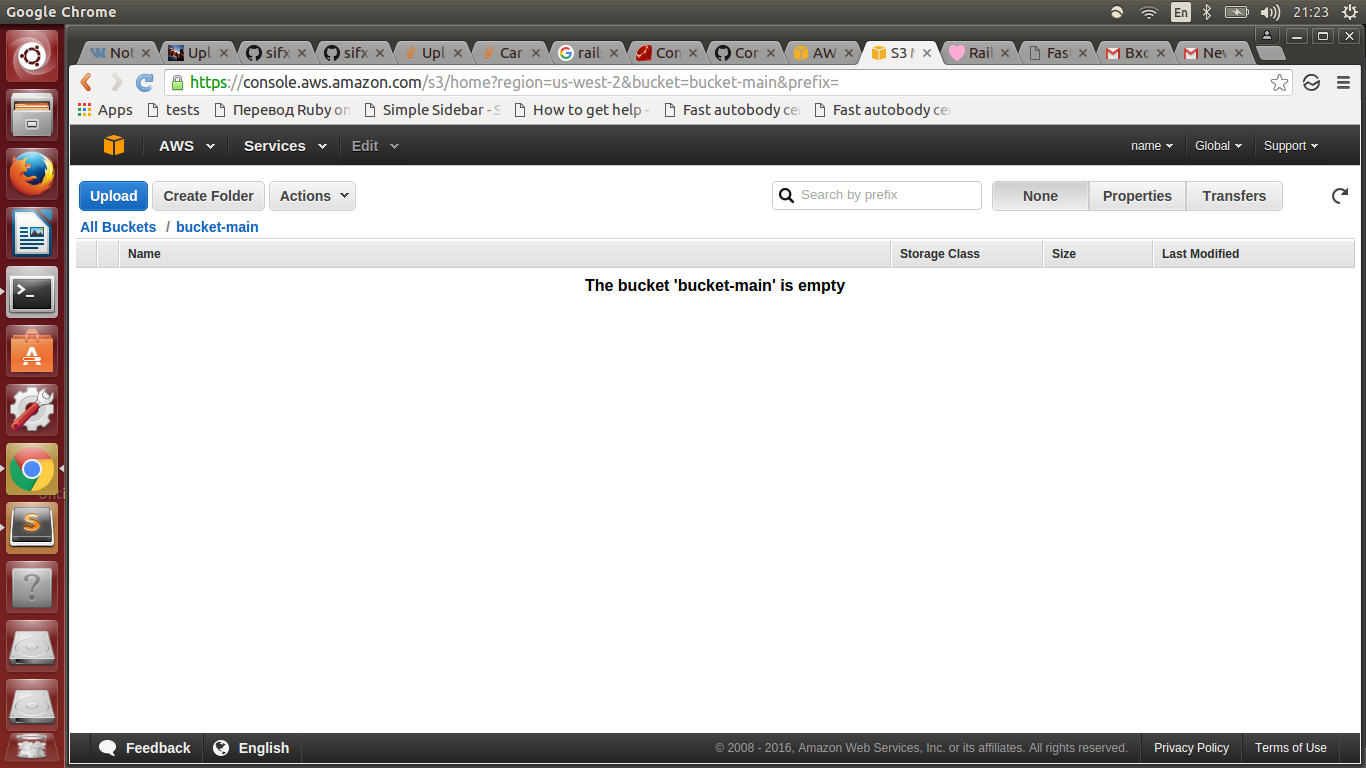 Google Chrome
En
21:23
Not
Upl
sifx
sifx
Upl
Car
rail
Con
Cor
AW
S3 M
Rail
Fas
Вхо
New
https://console.aws.amazon.com/s3/home?region=us-west-2&bucket=bucket-main&prefix=
Apps
tests
Перевод Ruby on
Simple Sidebar - S
How to get help -
Fast autobody cen
Fast autobody cen
AWS
Services
Edit
name
Global
Support
Upload
Create Folder
Actions
Search by prefix
None
Properties
Transfers
All Buckets / bucket-main
Name
Storage Class
Size
Last Modified
The bucket 'bucket-main' is empty
Feedback
English
© 2008 - 2016, Amazon Web Services, Inc. or its affiliates. All rights reserved.
Privacy Policy
Terms of Use